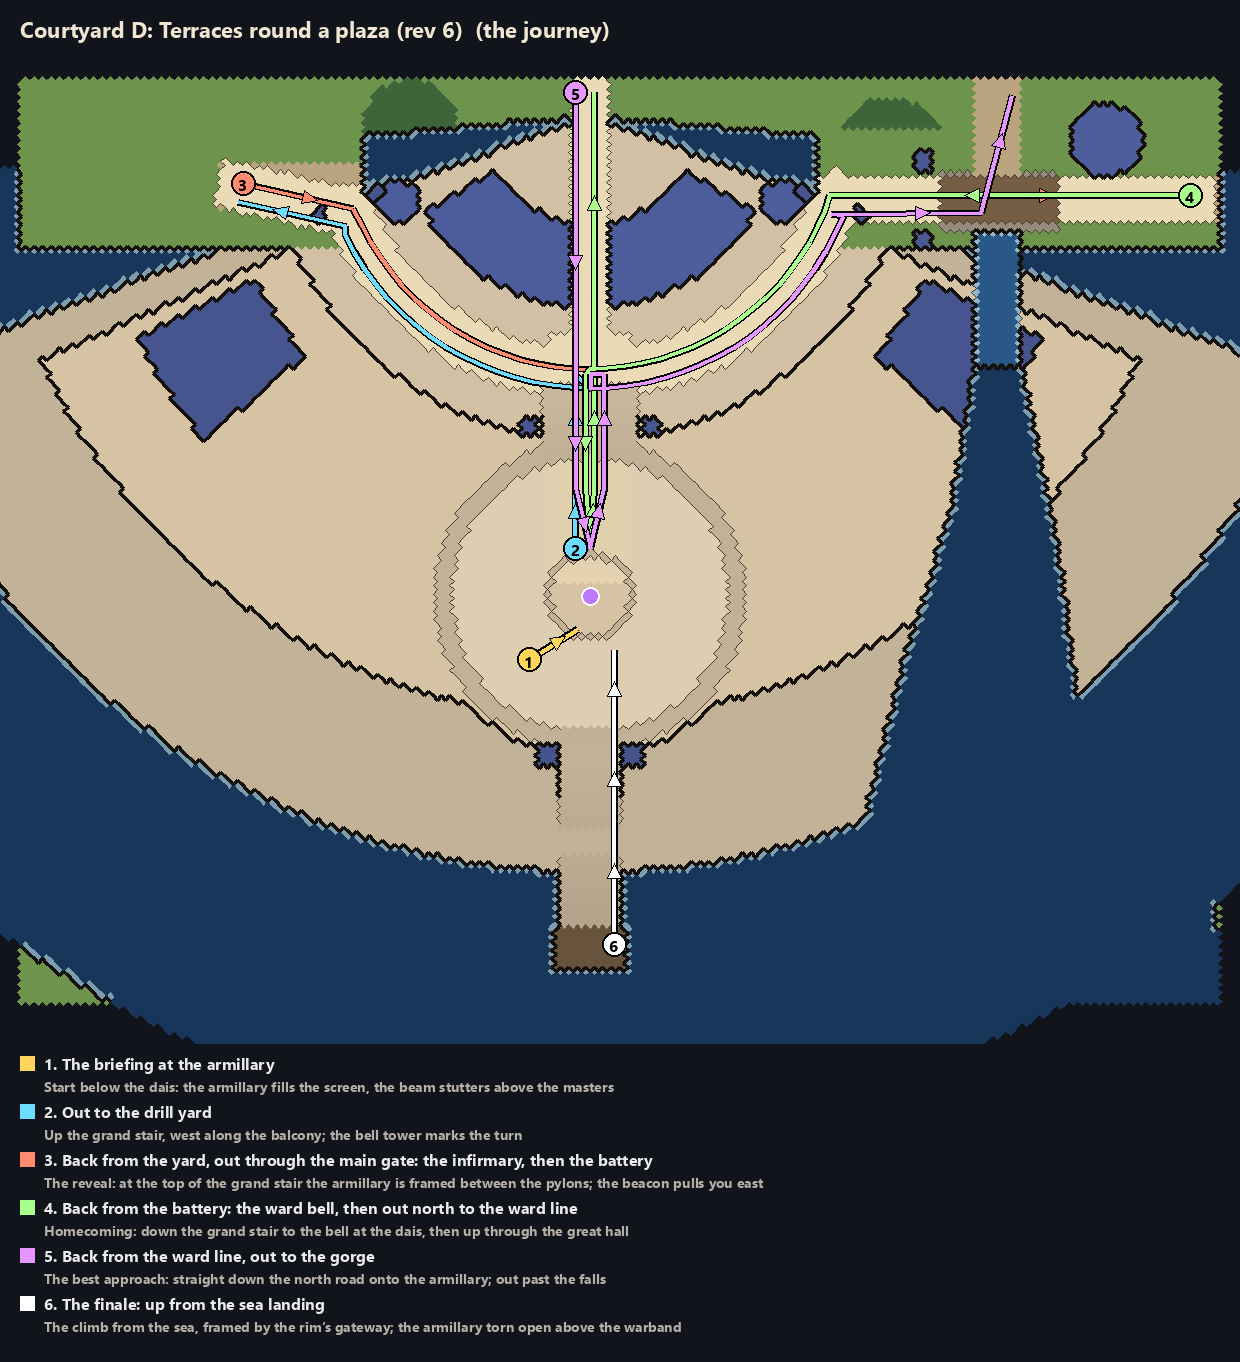 Courtyard D: Terraces round a plaza (rev 6)  (the journey)
5
3
4
2
1
6
1. The briefing at the armillary
Start below the dais: the armillary fills the screen, the beam stutters above the masters
2. Out to the drill yard
Up the grand stair, west along the balcony; the bell tower marks the turn
3. Back from the yard, out through the main gate: the infirmary, then the battery
The reveal: at the top of the grand stair the armillary is framed between the pylons; the beacon pulls you east
4. Back from the battery: the ward bell, then out north to the ward line
Homecoming: down the grand stair to the bell at the dais, then up through the great hall
5. Back from the ward line, out to the gorge
The best approach: straight down the north road onto the armillary; out past the falls
6. The finale: up from the sea landing
The climb from the sea, framed by the rim's gateway; the armillary torn open above the warband